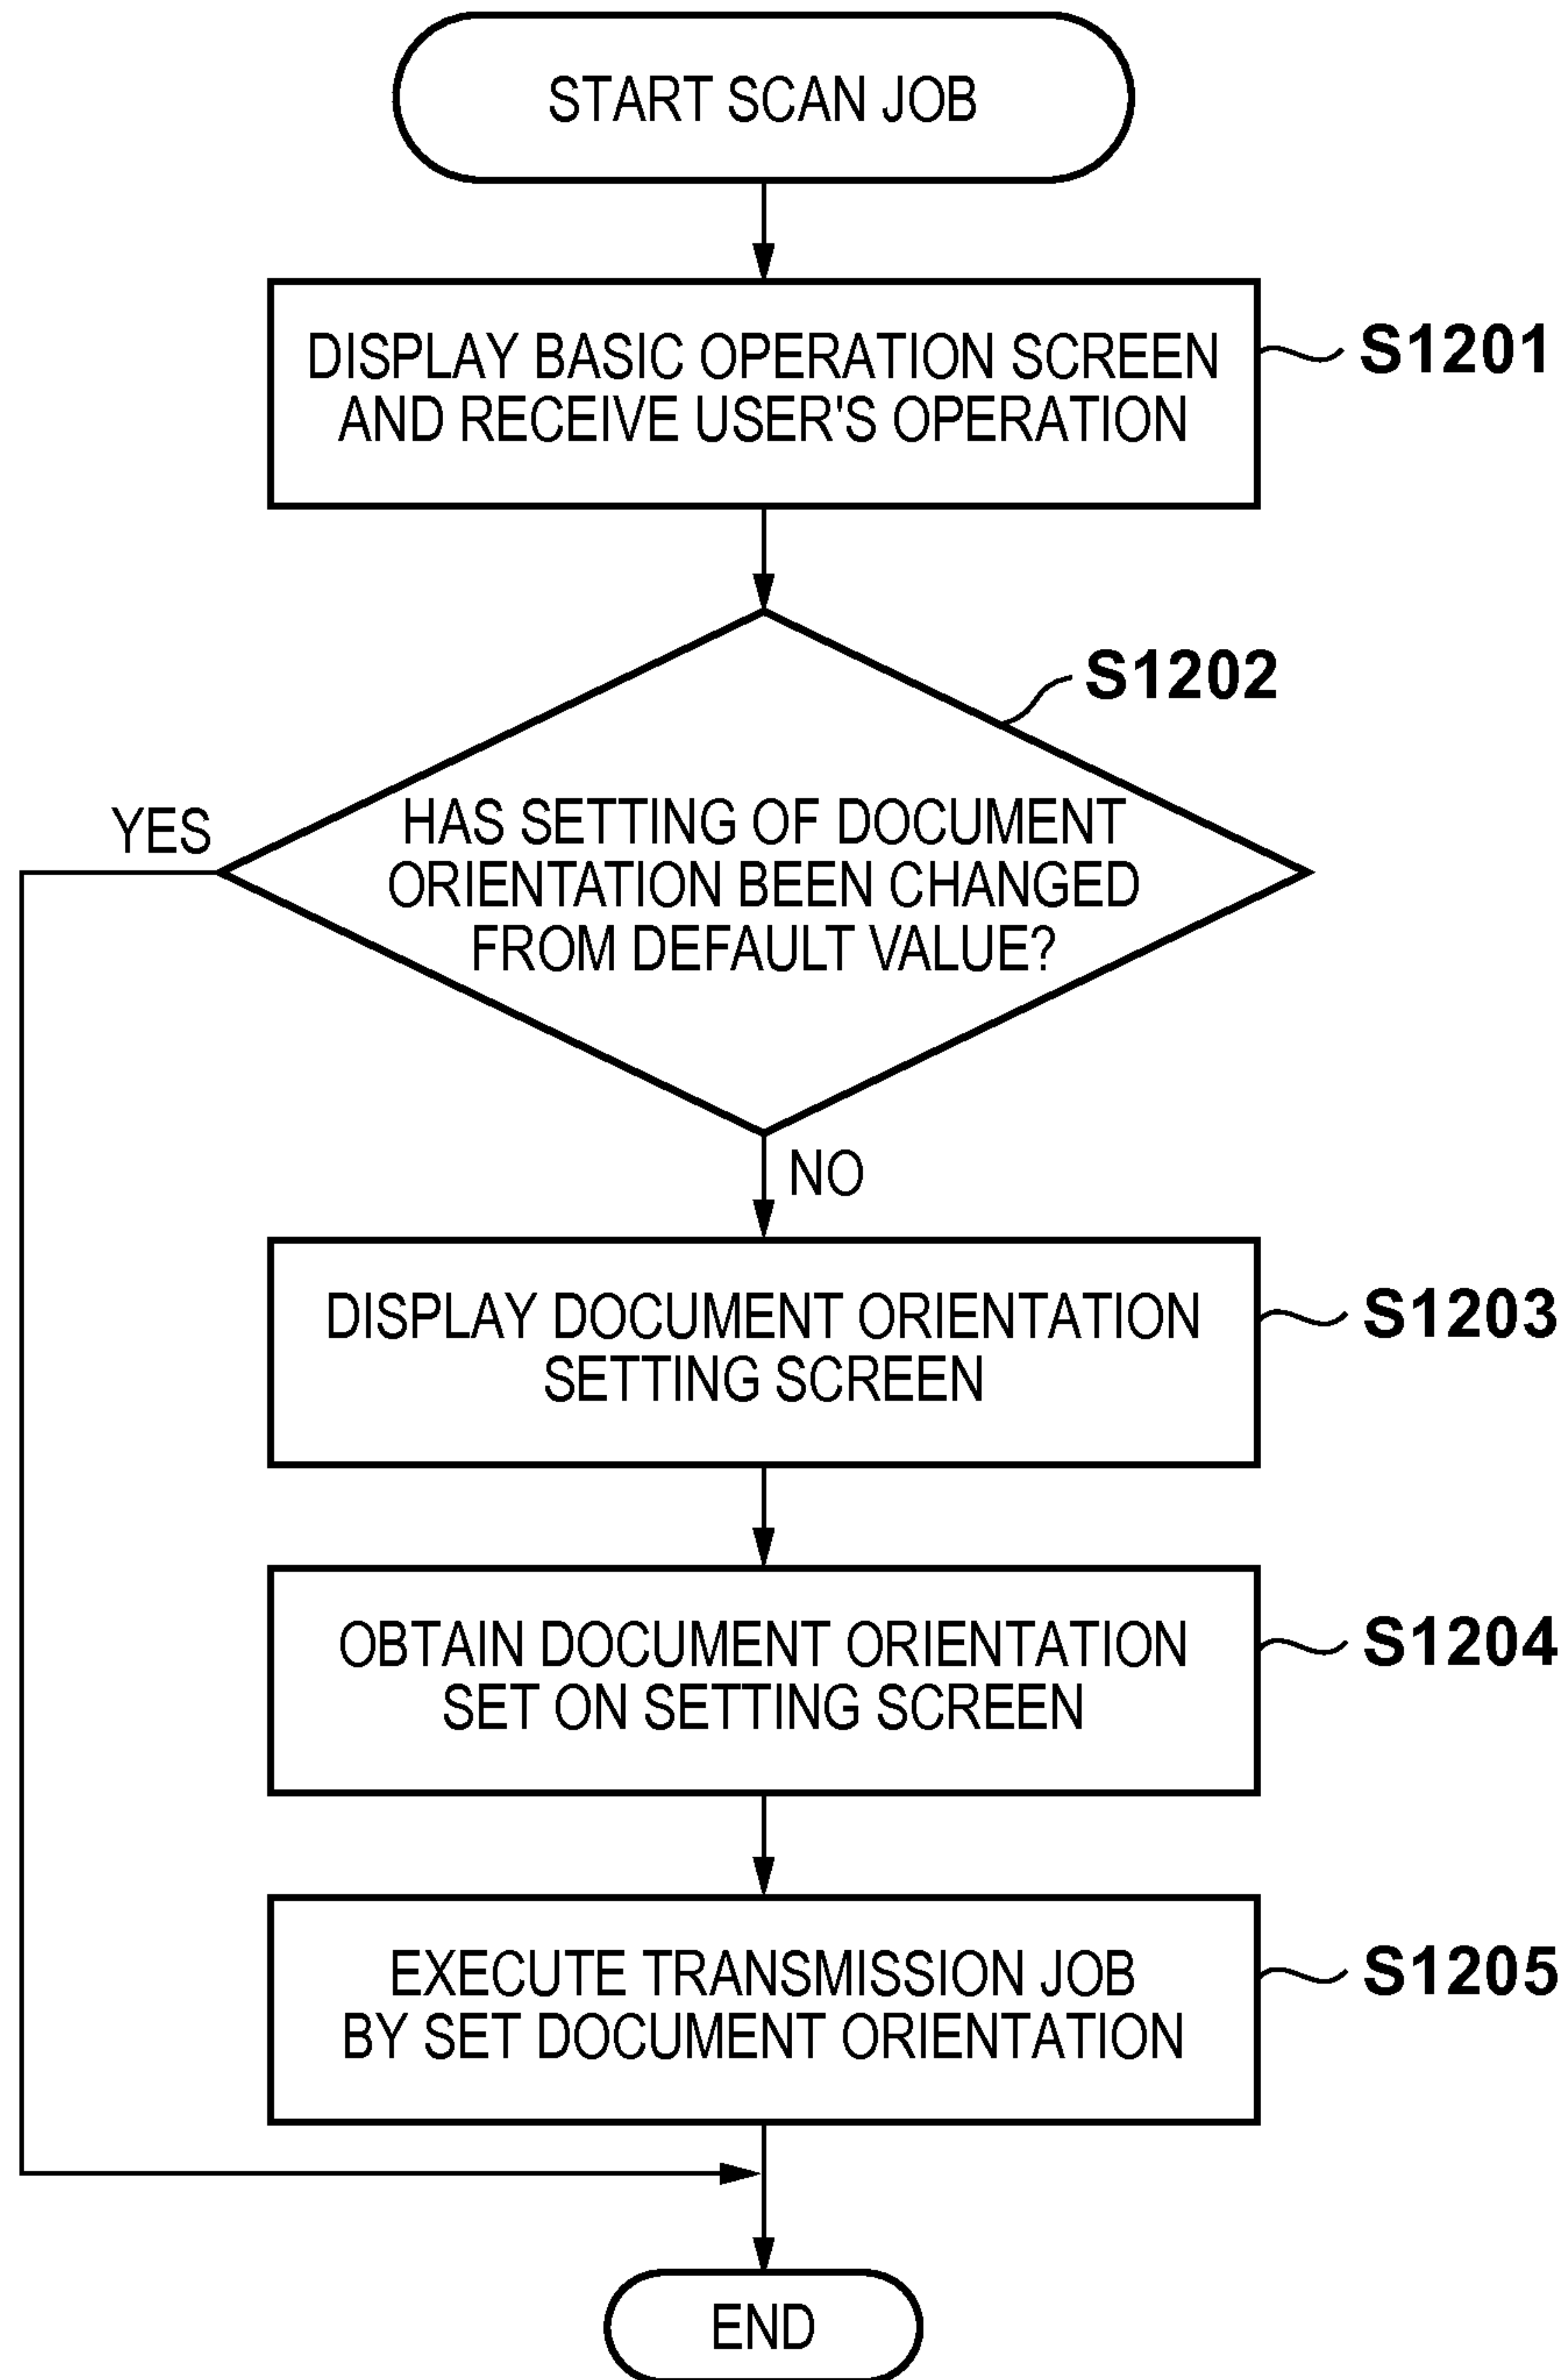 START SCAN JOB
DISPLAY BASIC OPERATION SCREEN
AND RECEIVE USER'S OPERATION
S1201
S1202
YES
HAS SETTING OF DOCUMENT
ORIENTATION BEEN CHANGED
FROM DEFAULT VALUE?
NO
DISPLAY DOCUMENT ORIENTATION
SETTING SCREEN
S1203
OBTAIN DOCUMENT ORIENTATION
SET ON SETTING SCREEN
S1204
EXECUTE TRANSMISSION JOB
BY SET DOCUMENT ORIENTATION
S1205
END